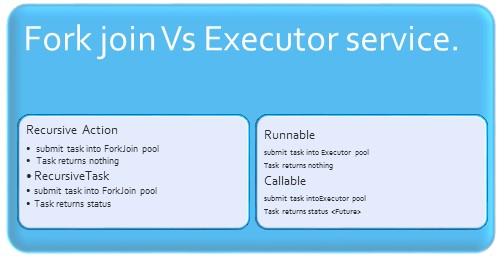 Fork join Vs Executor service.
Recursive Action
• submit task into ForkJoin pool
• Task returns nothing
• RecursiveTask
• submit task into ForkJoin pool
• Task returns status
Runnable
submit task into Executor pool
Task returns nothing
Callable
submit task intoExecutor pool
Task returns status <Future>